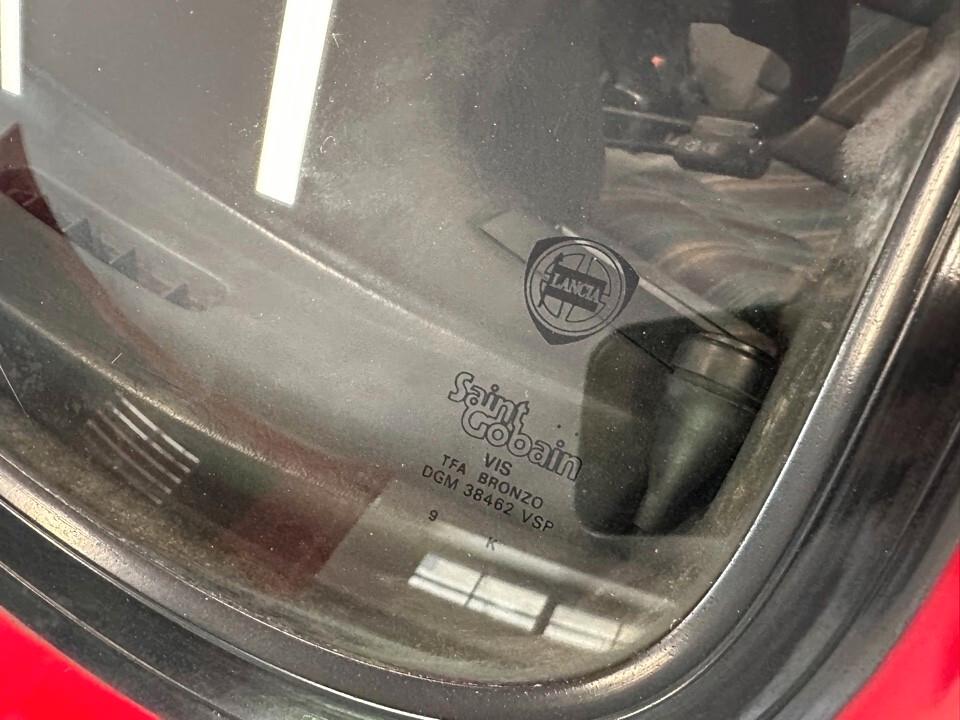 LANCIA
Saint
Gobain
VIS
TFA BRONZO
DGM 38462 VSP
9
K